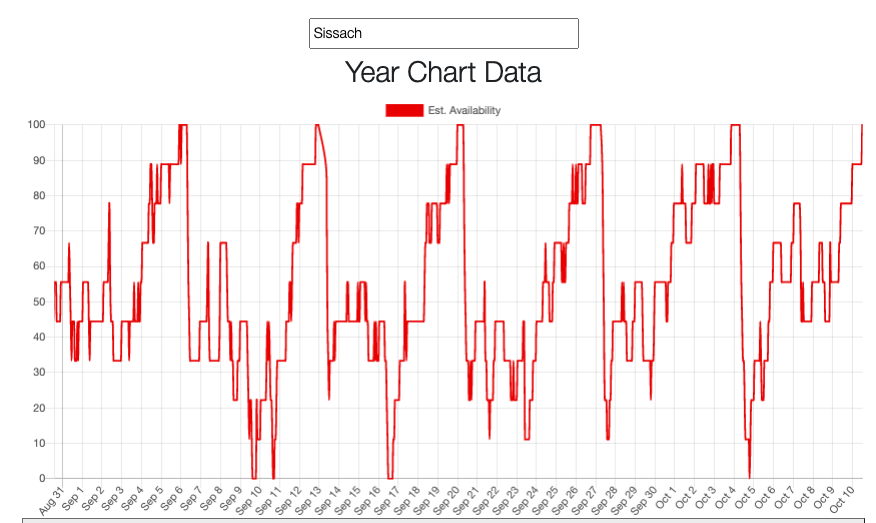 Sissach
Year Chart Data
Est. Availability
100
90
80
70
60
50
40
30
20
10
0
Aug 31
Sep 1
Sep 2
Sep 3
Sep 4
Sep 5
Sep 6
Sep 7
Sep 8
Sep 9
Sep 10
Sep 11
Sep 12
Sep 13
Sep 14
Sep 15
Sep 16
Sep 17
Sep 18
Sep 19
Sep 20
Sep 21
Sep 22
Sep 23
Sep 24
Sep 25
Sep 26
Sep 27
Sep 28
Sep 29
Sep 30
Oct 1
Oct 2
Oct 3
Oct 4
Oct 5
Oct 6
Oct 7
Oct 8
Oct 9
Oct 10